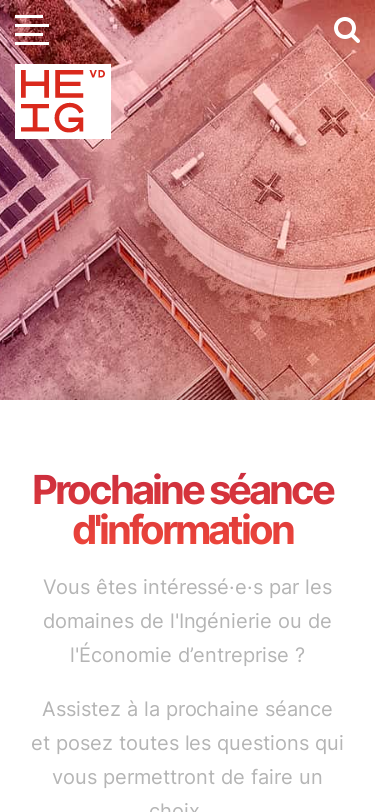 HE VD
IG
Prochaine séance
d'information
Vous êtes intéressé·e·s par les
domaines de l'Ingénierie ou de
l'Économie d’entreprise ?
Assistez à la prochaine séance
et posez toutes les questions qui
vous permettront de faire un
choix